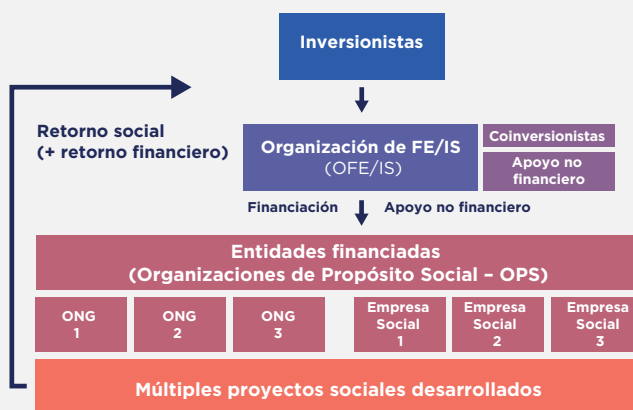 Inversionistas
Retorno social
(+ retorno financiero)
Organización de FE/IS
(OFE/IS)
Coinversionistas
Apoyo no
financiero
Financiación
Apoyo no financiero
Entidades financiadas
(Organizaciones de Propósito Social – OPS)
ONG
1
ONG
2
ONG
3
Empresa
Social
1
Empresa
Social
2
Empresa
Social
3
Múltiples proyectos sociales desarrollados